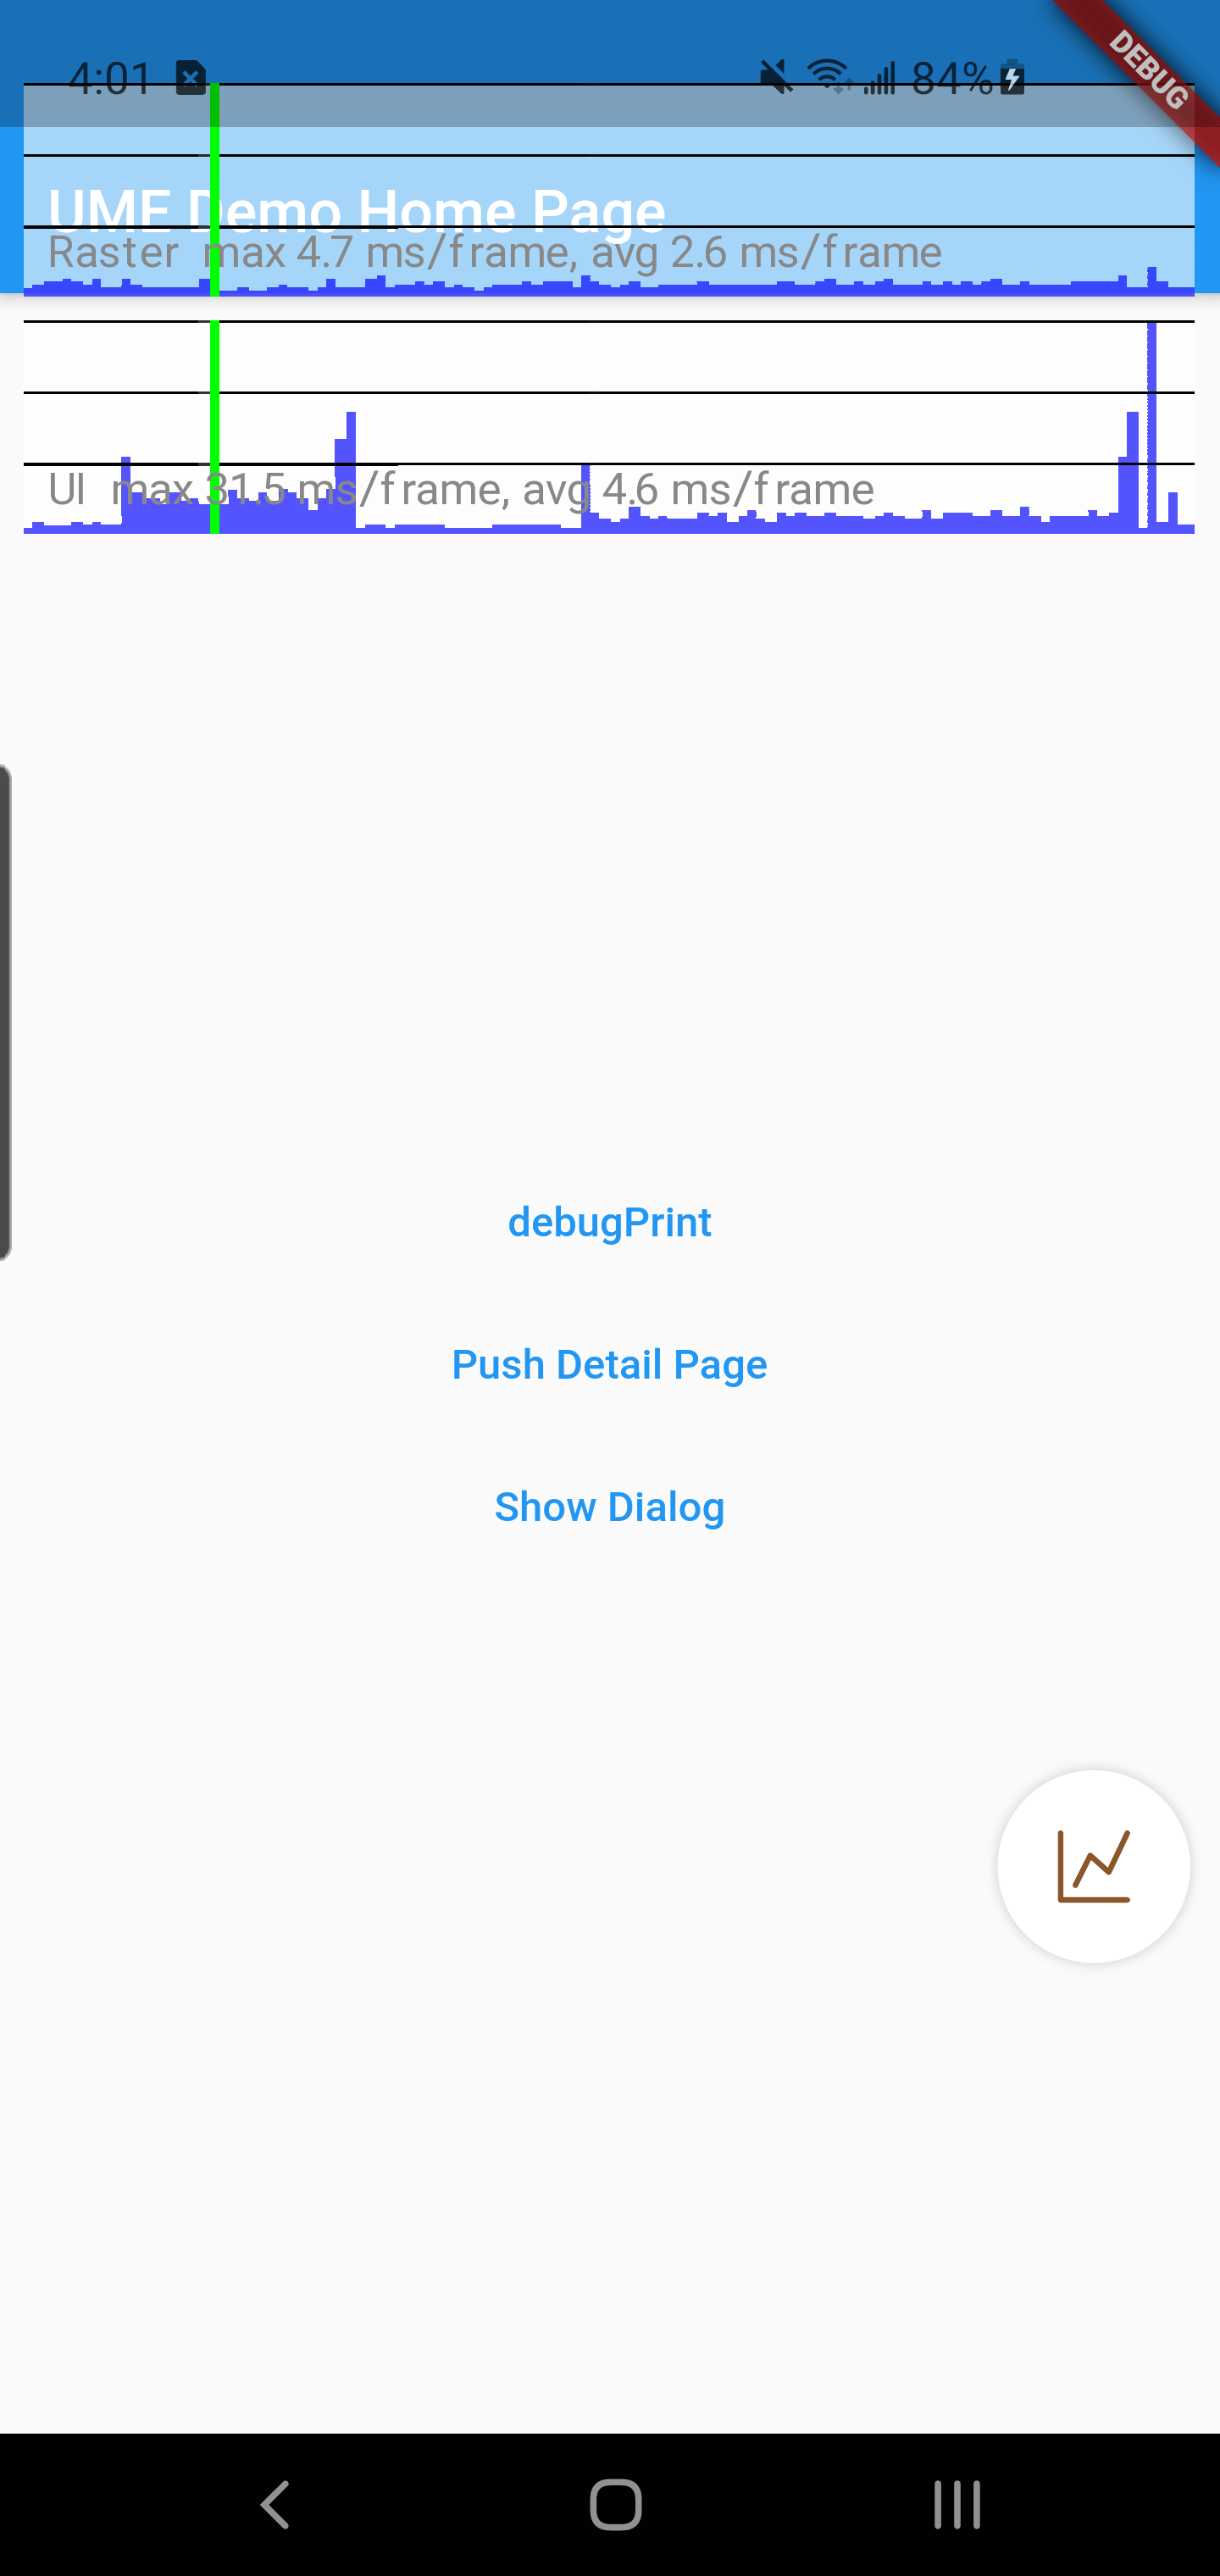 4:01 84%
DEBUG
UME Demo Home Page
Raster max 4.7 ms/frame, avg 2.6 ms/frame
UI max 31.5 ms/frame, avg 4.6 ms/frame
debugPrint
Push Detail Page
Show Dialog